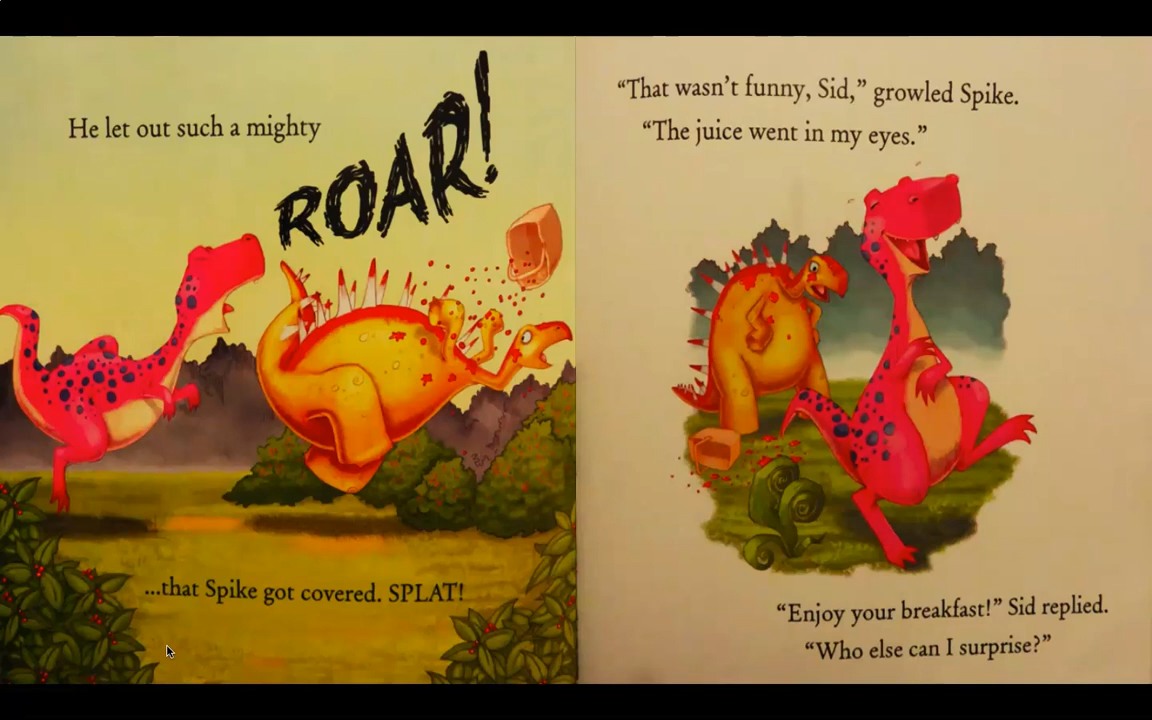 He let out such a mighty
ROAR!
...that Spike got covered. SPLAT!
“That wasn’t funny, Sid,” growled Spike.
“The juice went in my eyes.”
“Enjoy your breakfast!” Sid replied.
“Who else can I surprise?”